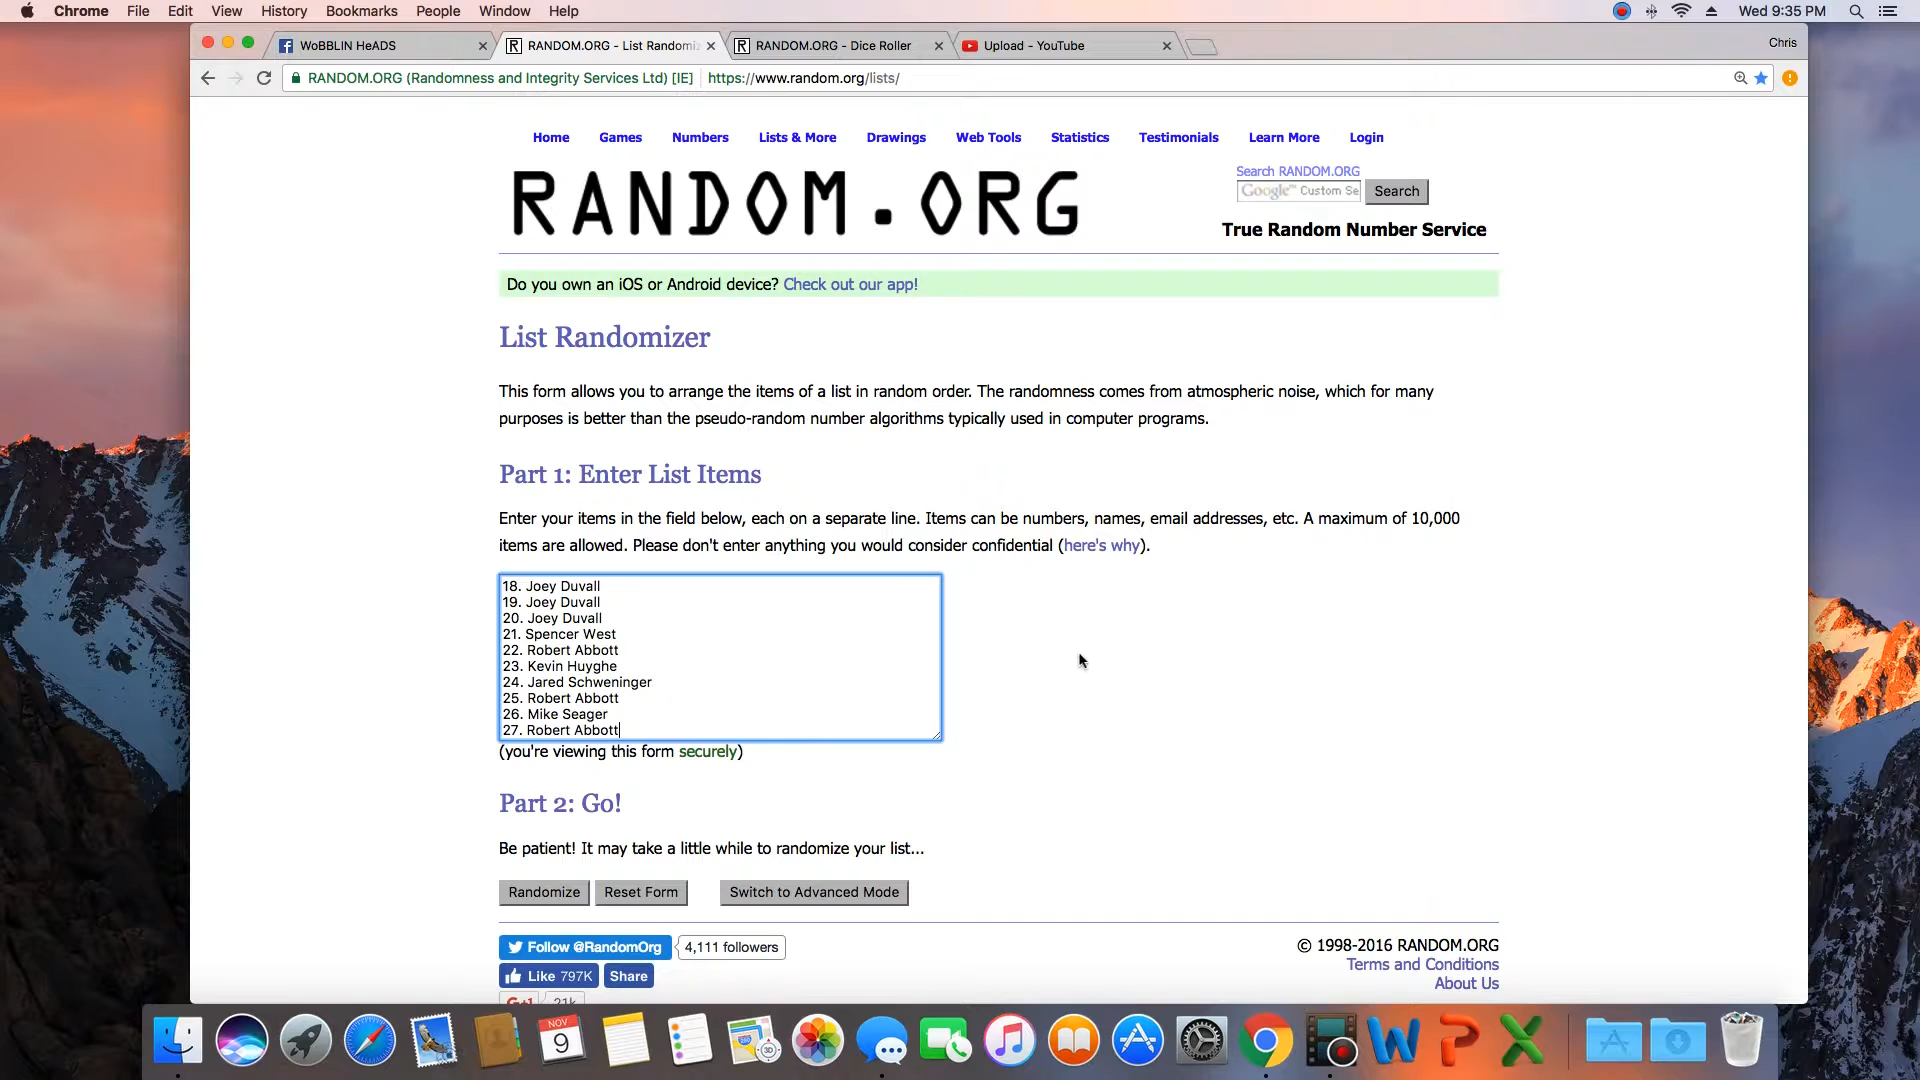 Chrome File Edit View History Bookmarks People Window Help Wed 9:35 PM
WoBBLIN HeADS RANDOM.ORG - List Randomiz RANDOM.ORG - Dice Roller Upload - YouTube Chris
RANDOM.ORG (Randomness and Integrity Services Ltd) [IE] https://www.random.org/lists/
Home Games Numbers Lists & More Drawings Web Tools Statistics Testimonials Learn More Login
RANDOM.ORG
Search RANDOM.ORG
Google™ Custom Se Search
True Random Number Service
Do you own an iOS or Android device? Check out our app!
List Randomizer
This form allows you to arrange the items of a list in random order. The randomness comes from atmospheric noise, which for many
purposes is better than the pseudo-random number algorithms typically used in computer programs.
Part 1: Enter List Items
Enter your items in the field below, each on a separate line. Items can be numbers, names, email addresses, etc. A maximum of 10,000
items are allowed. Please don't enter anything you would consider confidential (here's why).
18. Joey Duvall
19. Joey Duvall
20. Joey Duvall
21. Spencer West
22. Robert Abbott
23. Kevin Huyghe
24. Jared Schweninger
25. Robert Abbott
26. Mike Seager
27. Robert Abbott
(you're viewing this form securely)
Part 2: Go!
Be patient! It may take a little while to randomize your list...
Randomize Reset Form Switch to Advanced Mode
Follow @RandomOrg 4,111 followers
© 1998-2016 RANDOM.ORG
Terms and Conditions
About Us
Like 797K Share
G+1 21k
NOV
9